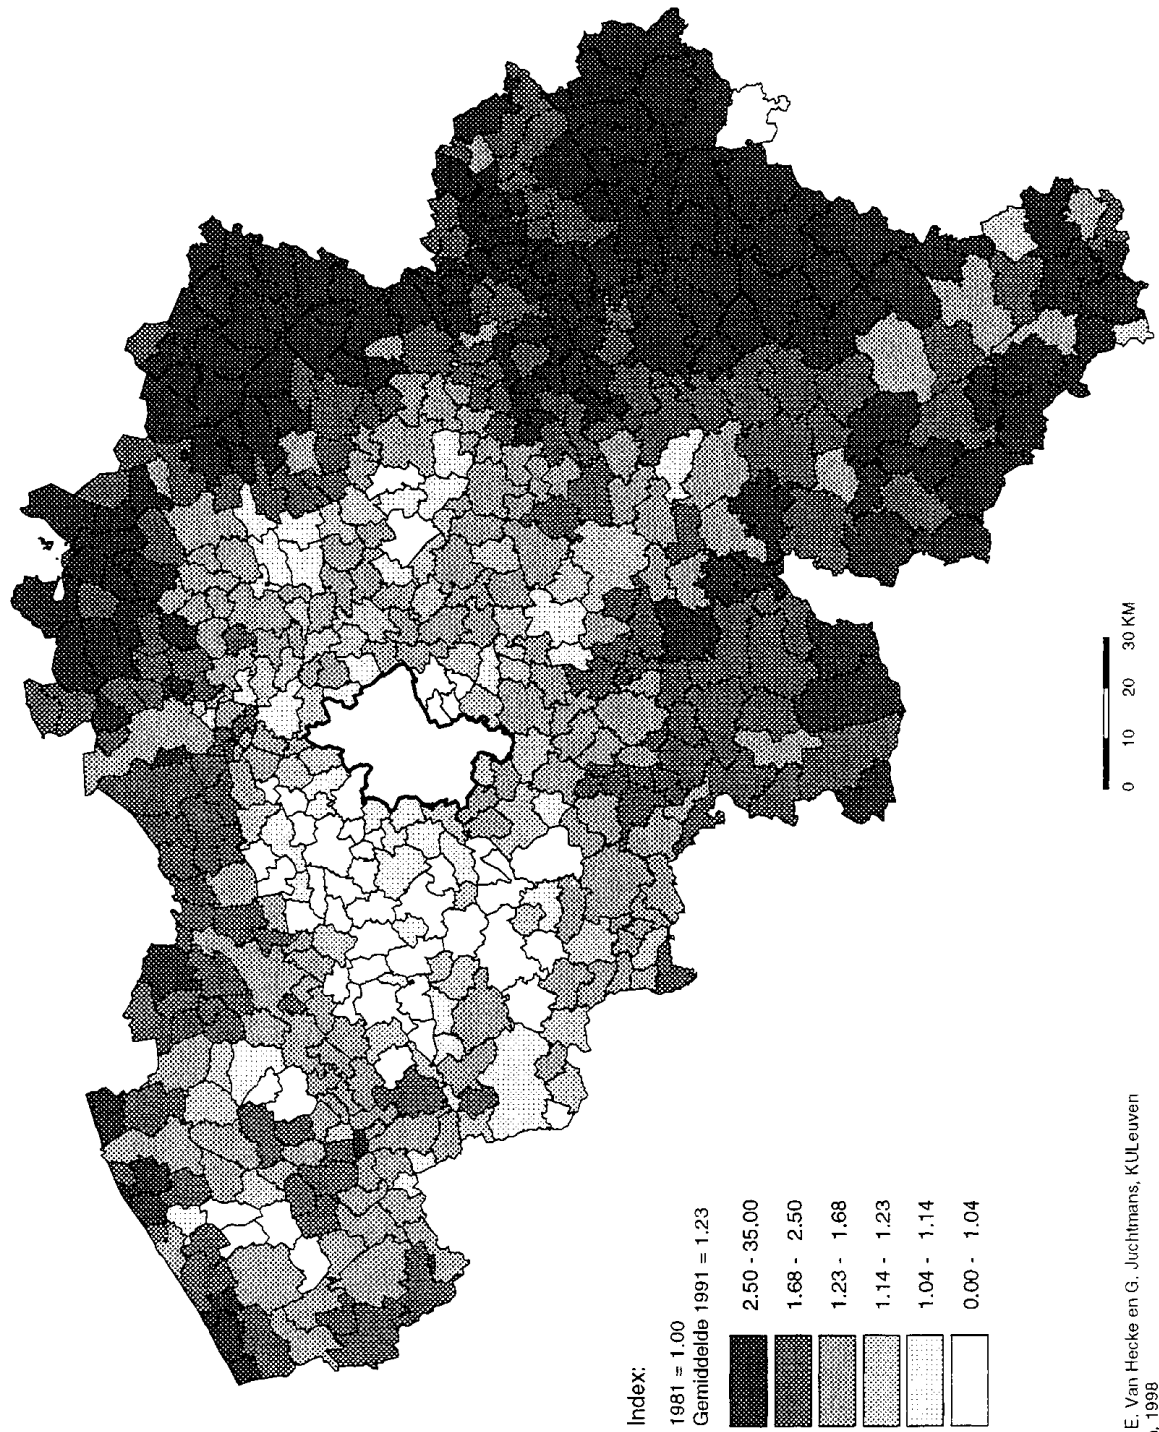 Index:
1981 = 1.00
Gemiddelde 1991 = 1.23
2.50 - 35.00
1.68 - 2.50
1.23 - 1.68
1.14 - 1.23
1.04 - 1.14
0.00 - 1.04
0 10 20 30 KM
E. Van Hecke en G. Juchtmans, KULeuven
1998